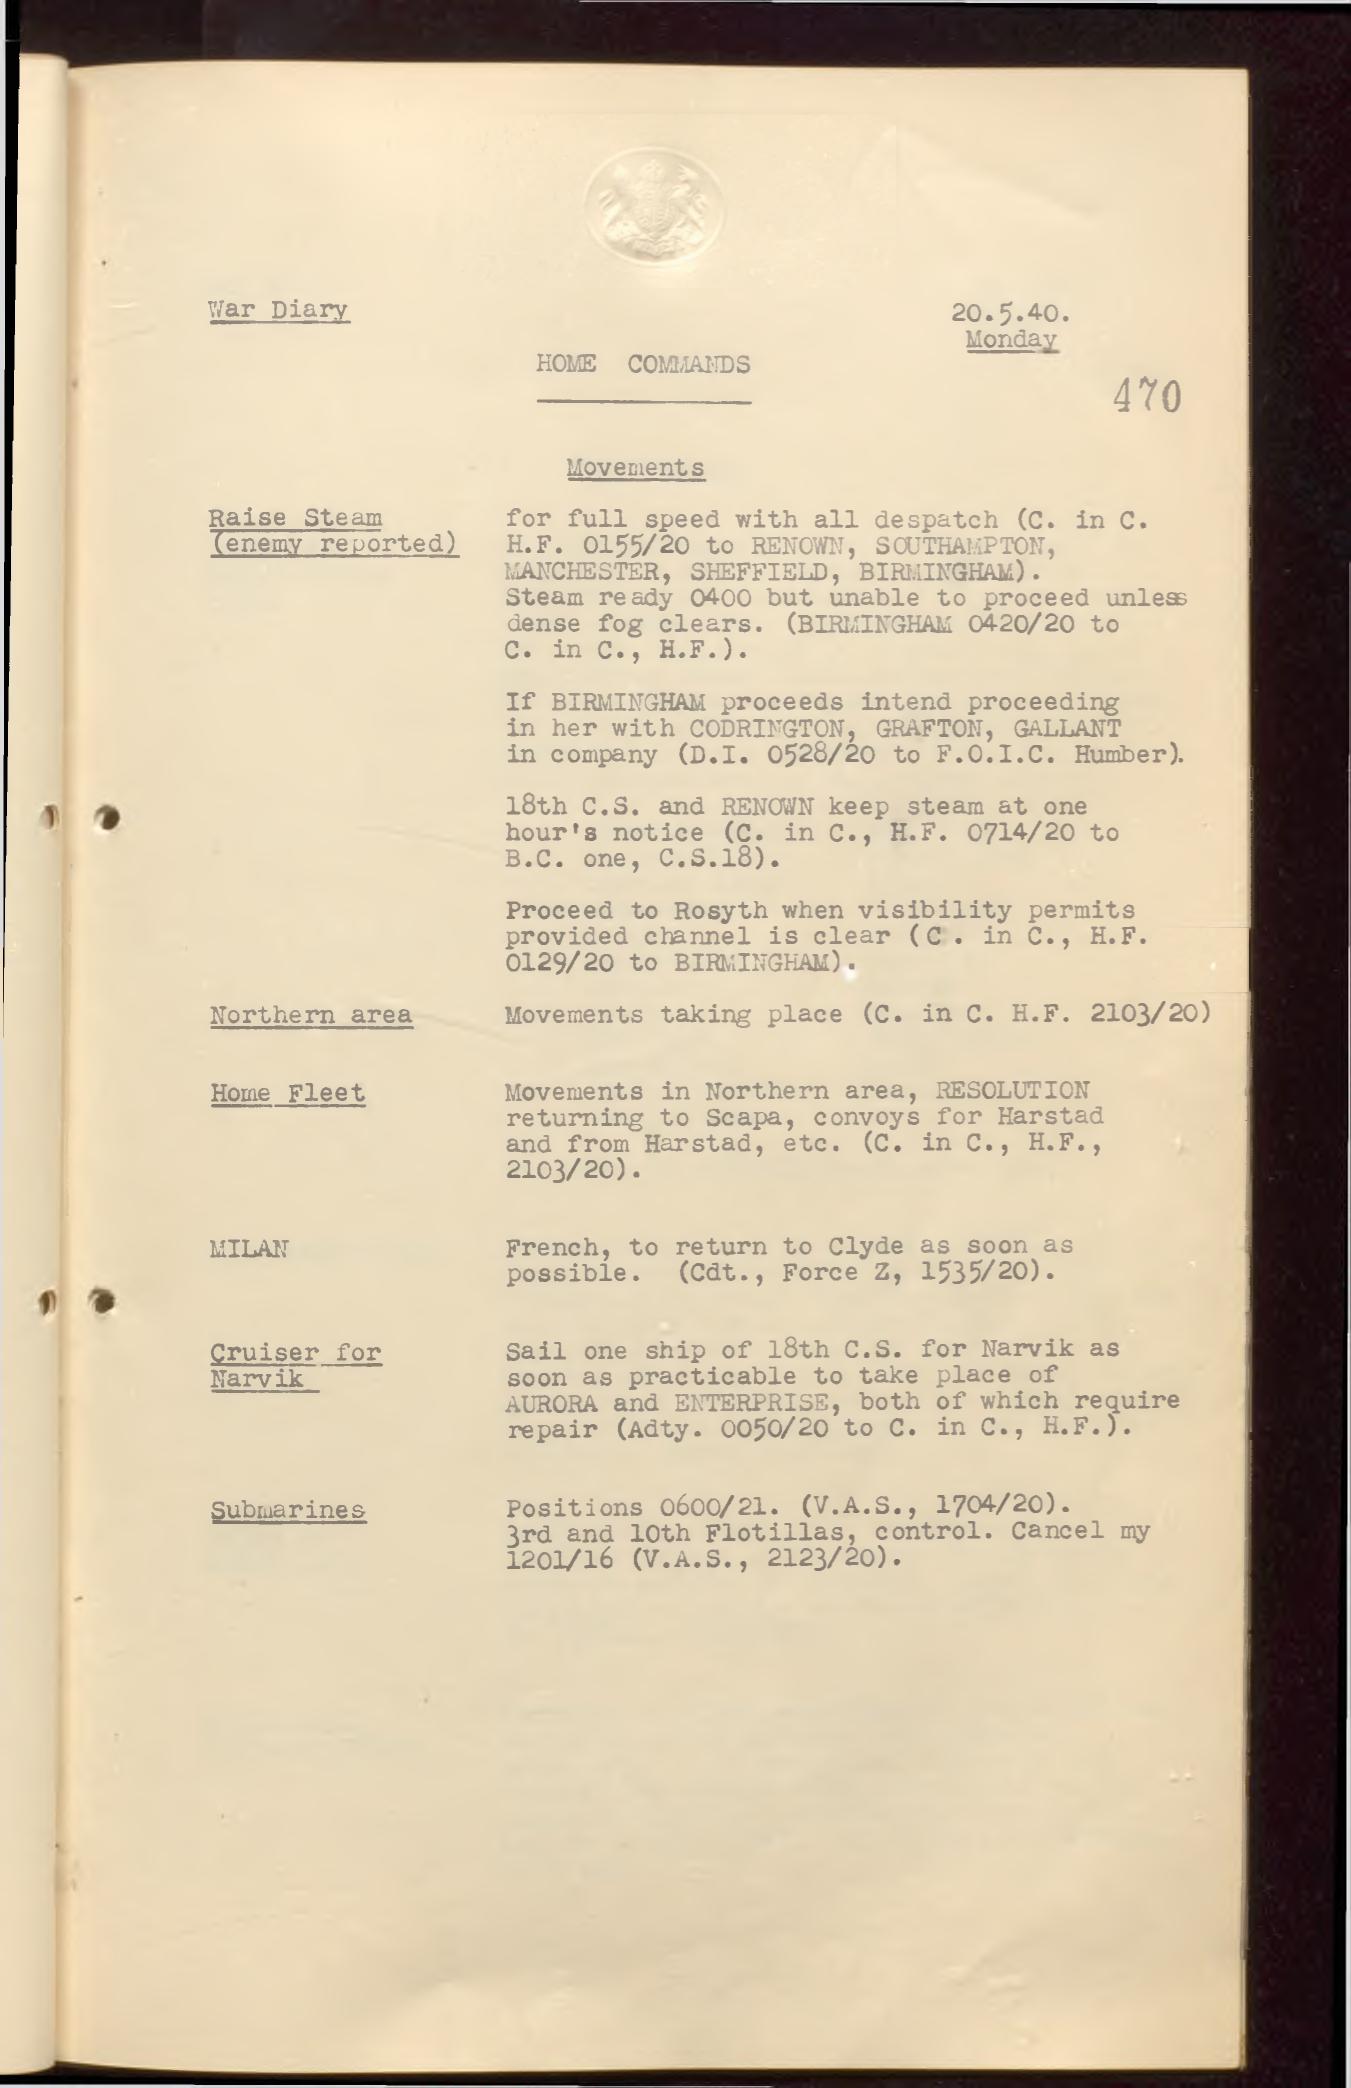 War Diary
20.5.40.
Monday
HOME COMMANDS
470
Movements
Raise Steam
(enemy reported)
for full speed with all despatch (C. in C.
H.F. 0155/20 to RENOWN, SOUTHAMPTON,
MANCHESTER, SHEFFIELD, BIRMINGHAM).
Steam ready 0400 but unable to proceed unless
dense fog clears. (BIRMINGHAM 0420/20 to
C. in C., H.F.).
If BIRMINGHAM proceeds intend proceeding
in her with CODRINGTON, GRAFTON, GALLANT
in company (D.I. 0528/20 to F.O.I.C. Humber).
18th C.S. and RENOWN keep steam at one
hour's notice (C. in C., H.F. 0714/20 to
B.C. one, C.S.18).
Proceed to Rosyth when visibility permits
provided channel is clear (C . in C., H.F.
0129/20 to BIRMINGHAM).
Northern area
Movements taking place (C. in C. H.F. 2103/20)
Home Fleet
Movements in Northern area, RESOLUTION
returning to Scapa, convoys for Harstad
and from Harstad, etc. (C. in C., H.F.,
2103/20).
MILAN
French, to return to Clyde as soon as
possible. (Cdt., Force Z, 1535/20).
Cruiser for
Narvik
Sail one ship of 18th C.S. for Narvik as
soon as practicable to take place of
AURORA and ENTERPRISE, both of which require
repair (Adty. 0050/20 to C. in C., H.F.).
Submarines
Positions 0600/21. (V.A.S., 1704/20).
3rd and 10th Flotillas, control. Cancel my
1201/16 (V.A.S., 2123/20).